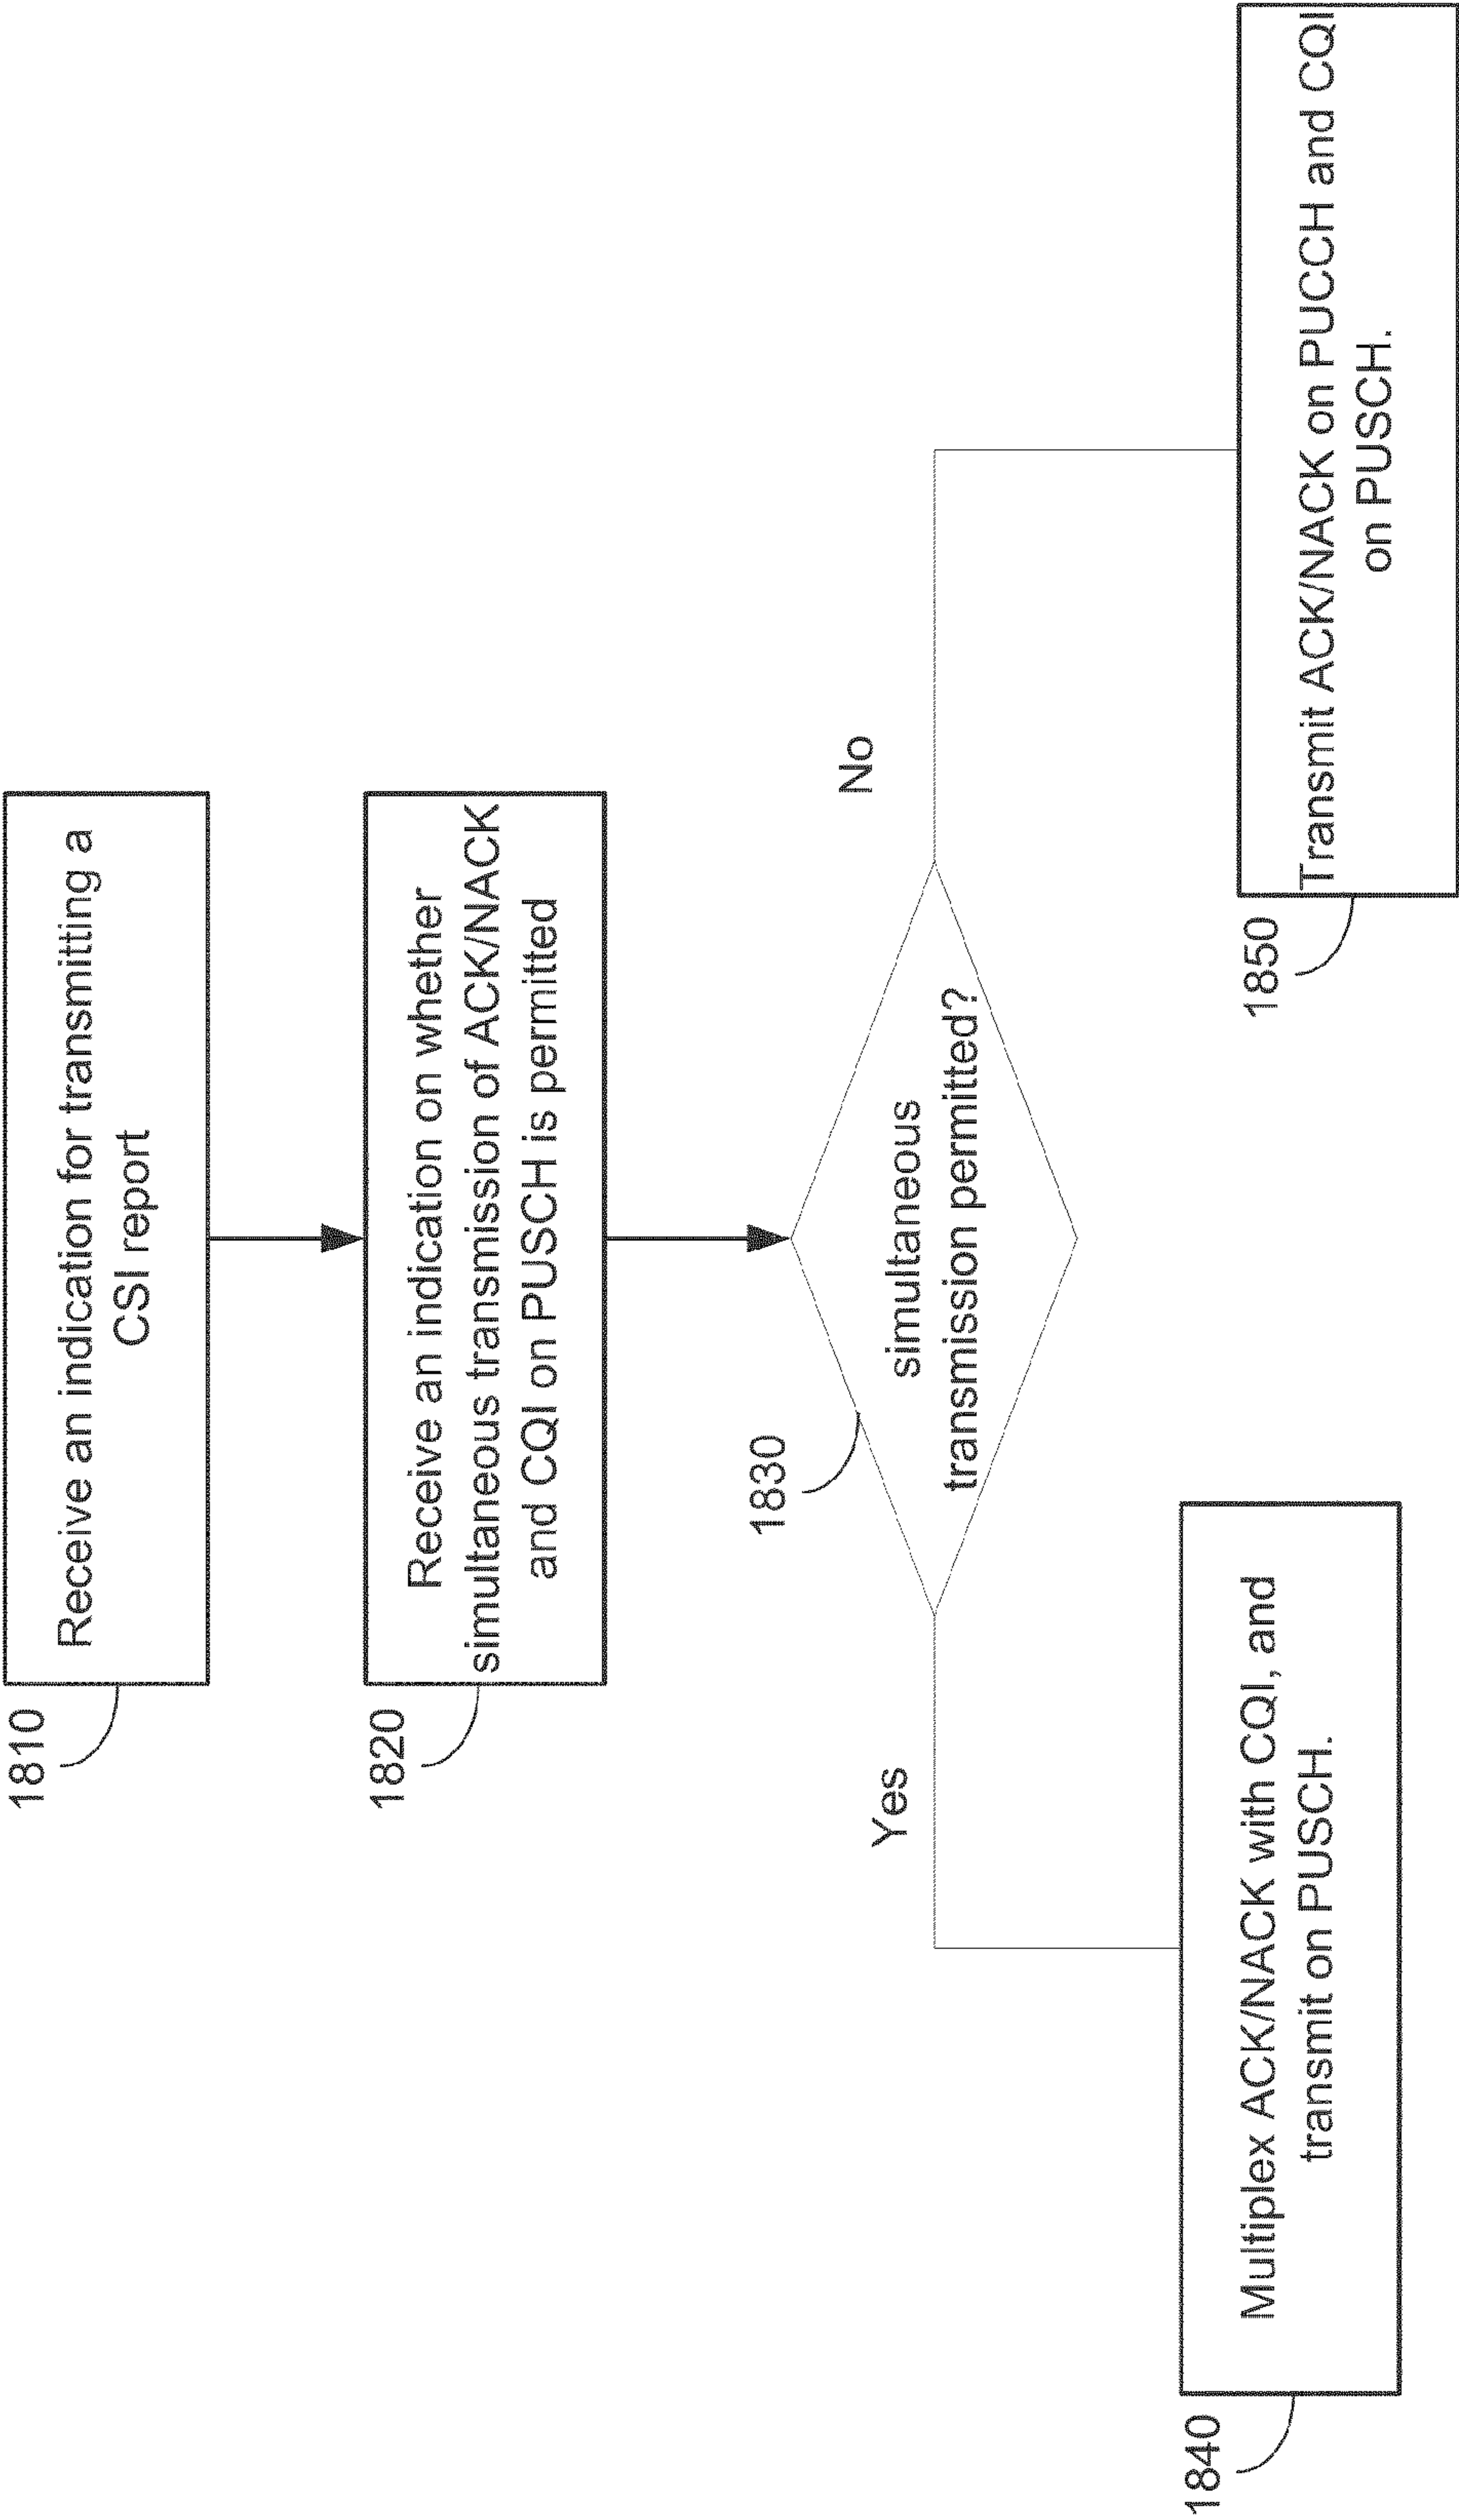 1810
Receive an indication for transmitting a
CSI report
1820
Receive an indication on whether
simultaneous transmission of ACK/NACK
and CQI on PUSCH is permitted
1830
simultaneous
transmission permitted?
Yes
No
1840
Multiplex ACK/NACK with CQI, and
transmit on PUSCH.
1850
Transmit ACK/NACK on PUCCH and CQI
on PUSCH.